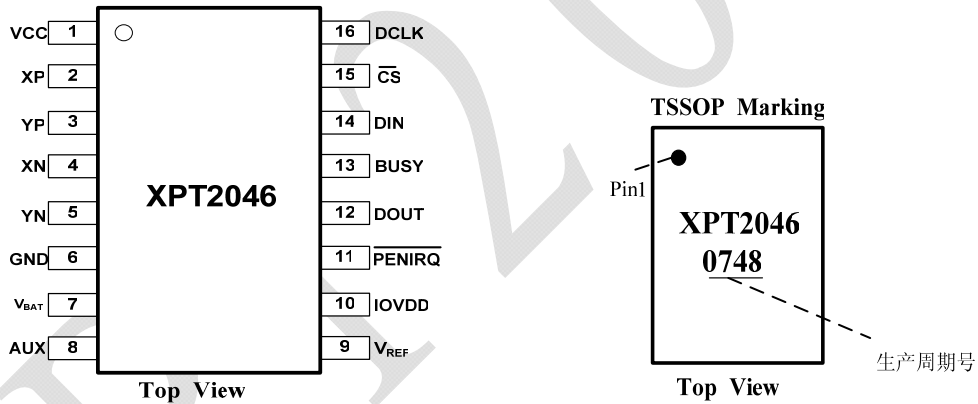 VCC 1 16 DCLK
XP 2 15 C̅S̅
YP 3 14 DIN
XN 4 13 BUSY
XPT2046
YN 5 12 DOUT
GND 6 11 P̅E̅N̅I̅R̅Q̅
VBAT 7 10 IOVDD
AUX 8 9 VREF
Top View
TSSOP Marking
Pin1
XPT2046
0748
生产周期号
Top View